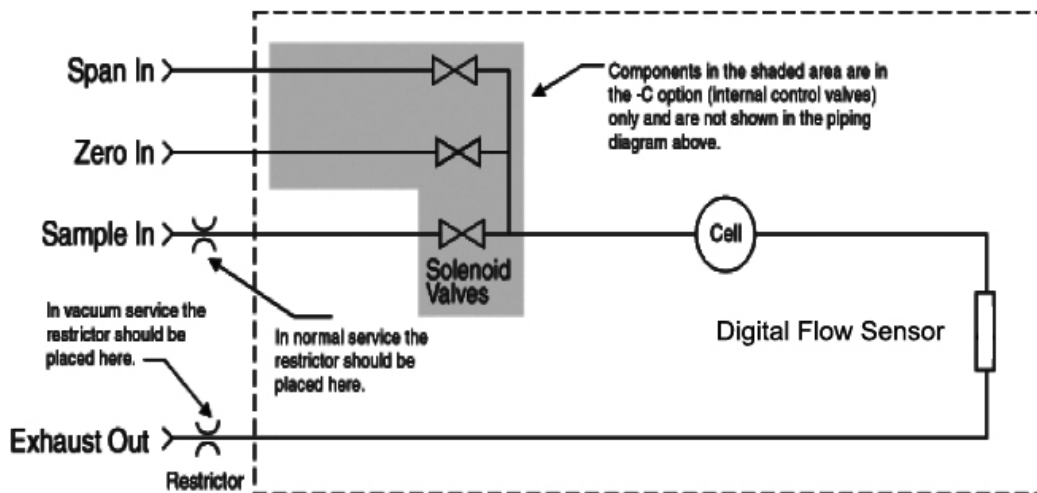 Span In
Components in the shaded area are in
the -C option (internal control valves)
only and are not shown in the piping
diagram above.
Zero In
Sample In
Cell
Solenoid
Valves
In vacuum service the
restrictor should be
placed here.
In normal service the
restrictor should be
placed here.
Digital Flow Sensor
Exhaust Out
Restrictor